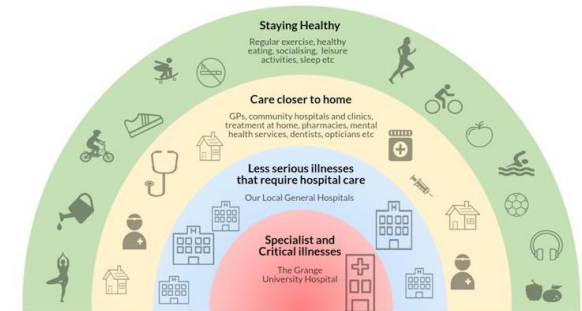 Staying Healthy
Regular exercise, healthy
eating, socialising, leisure
activities, sleep etc
Care closer to home
GPs, community hospitals and clinics,
treatment at home, pharmacies, mental
health services, dentists, opticians etc
Less serious illnesses
that require hospital care
Our Local General Hospitals
Specialist and
Critical illnesses
The Grange
University Hospital